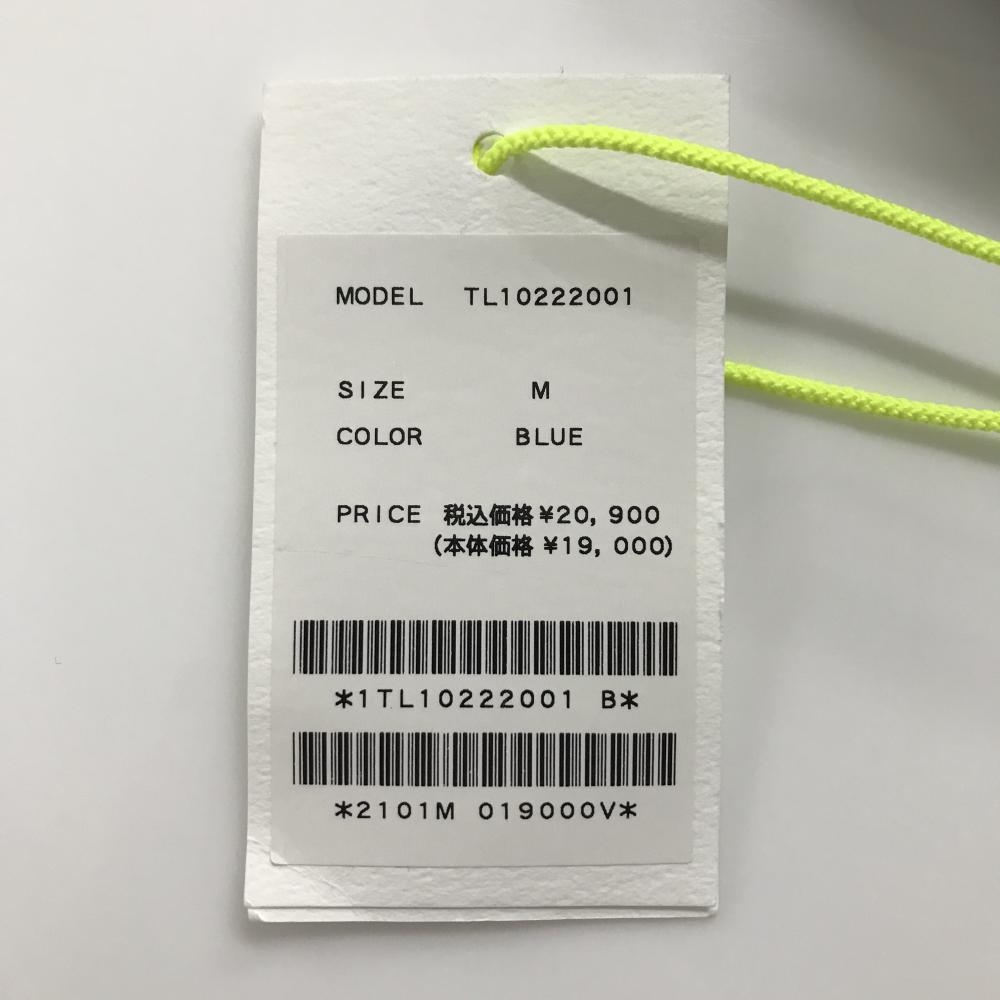 MODEL TL10222001
SIZE M
COLOR BLUE
PRICE 税込価格¥20,900
(本体価格 ¥19,000)
*1TL10222001 B*
*2101M 019000V*